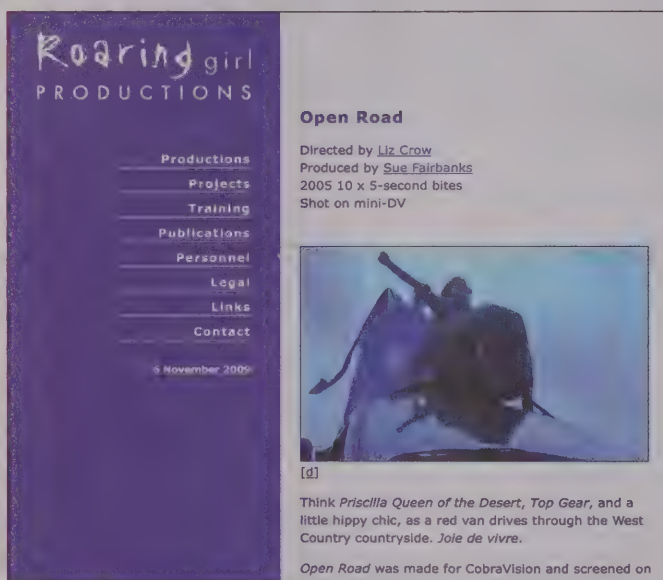 Roaring girl
PRODUCTIONS
Productions
Projects
Training
Publications
Personnel
Legal
Links
Contact
6 November 2009
Open Road
Directed by Liz Crow
Produced by Sue Fairbanks
2005 10 x 5-second bites
Shot on mini-DV
[d]
Think Priscilla Queen of the Desert, Top Gear, and a
little hippy chic, as a red van drives through the West
Country countryside. Joie de vivre.
Open Road was made for CobraVision and screened on